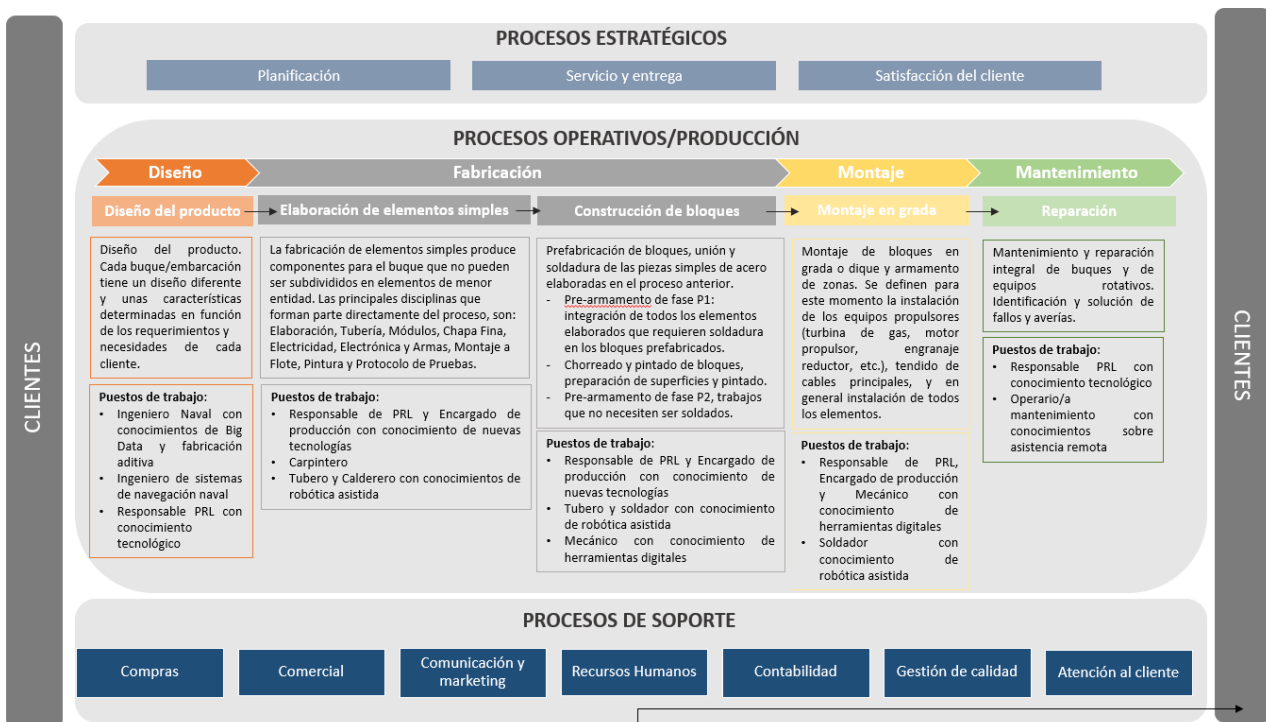 CLIENTES
PROCESOS ESTRATÉGICOS
Planificación
Servicio y entrega
Satisfacción del cliente
PROCESOS OPERATIVOS/PRODUCCIÓN
Diseño
Fabricación
Montaje
Mantenimiento
Diseño del producto
Elaboración de elementos simples
Construcción de bloques
Montaje en grada
Reparación
Diseño del producto.
Cada buque/embarcación
tiene un diseño diferente
y unas características
determinadas en función
de los requerimientos y
necesidades de cada
cliente.
Puestos de trabajo:
• Ingeniero Naval con
conocimientos de Big
Data y fabricación
aditiva
• Ingeniero de sistemas
de navegación naval
• Responsable PRL con
conocimiento
tecnológico
La fabricación de elementos simples produce
componentes para el buque que no pueden
ser subdivididos en elementos de menor
entidad. Las principales disciplinas que
forman parte directamente del proceso, son:
Elaboración, Tubería, Módulos, Chapa Fina,
Electricidad, Electrónica y Armas, Montaje a
Flote, Pintura y Protocolo de Pruebas.
Puestos de trabajo:
• Responsable de PRL y Encargado de
producción con conocimiento de nuevas
tecnologías
• Carpintero
• Tubero y Calderero con conocimientos de
robótica asistida
Prefabricación de bloques, unión y
soldadura de las piezas simples de acero
elaboradas en el proceso anterior.
- Pre-armamento de fase P1:
integración de todos los elementos
elaborados que requieren soldadura
en los bloques prefabricados.
- Chorreado y pintado de bloques,
preparación de superficies y pintado.
- Pre-armamento de fase P2, trabajos
que no necesiten ser soldados.
Puestos de trabajo:
• Responsable de PRL y Encargado de
producción con conocimiento de
nuevas tecnologías
• Tubero y soldador con conocimiento
de robótica asistida
• Mecánico con conocimiento de
herramientas digitales
Montaje de bloques en
grada o dique y armamento
de zonas. Se definen para
este momento la instalación
de los equipos propulsores
(turbina de gas, motor
propulsor, engranaje
reductor, etc.), tendido de
cables principales, y en
general instalación de todos
los elementos.
Puestos de trabajo:
• Responsable de PRL,
Encargado de producción
y Mecánico con
conocimiento de
herramientas digitales
• Soldador con
conocimiento de
robótica asistida
Mantenimiento y reparación
integral de buques y de
equipos rotativos.
Identificación y solución de
fallos y averías.
Puestos de trabajo:
• Responsable PRL con
conocimiento tecnológico
• Operario/a
mantenimiento con
conocimientos sobre
asistencia remota
PROCESOS DE SOPORTE
Compras
Comercial
Comunicación y
marketing
Recursos Humanos
Contabilidad
Gestión de calidad
Atención al cliente
CLIENTES